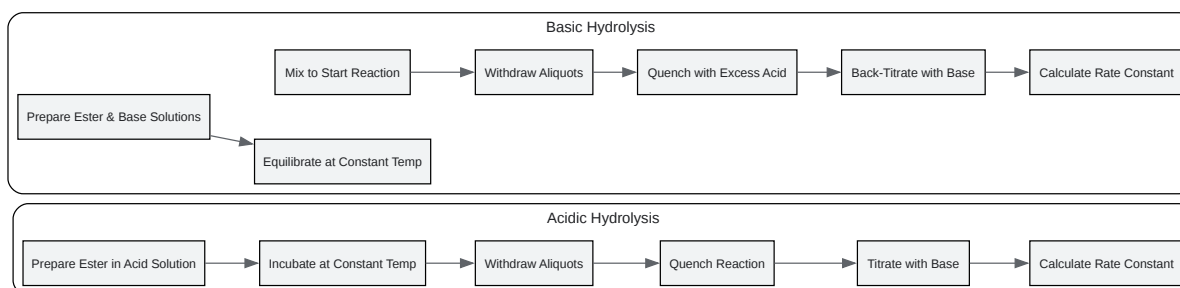 Basic Hydrolysis
Mix to Start Reaction
Withdraw Aliquots
Quench with Excess Acid
Back-Titrate with Base
Calculate Rate Constant
Prepare Ester & Base Solutions
Equilibrate at Constant Temp
Acidic Hydrolysis
Prepare Ester in Acid Solution
Incubate at Constant Temp
Withdraw Aliquots
Quench Reaction
Titrate with Base
Calculate Rate Constant